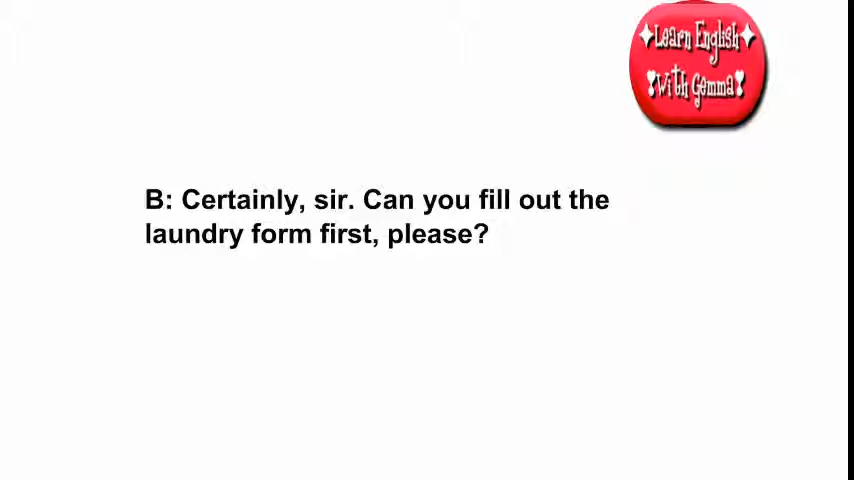 ✦Learn English✦
❣With Gemma❣
B: Certainly, sir. Can you fill out the
laundry form first, please?